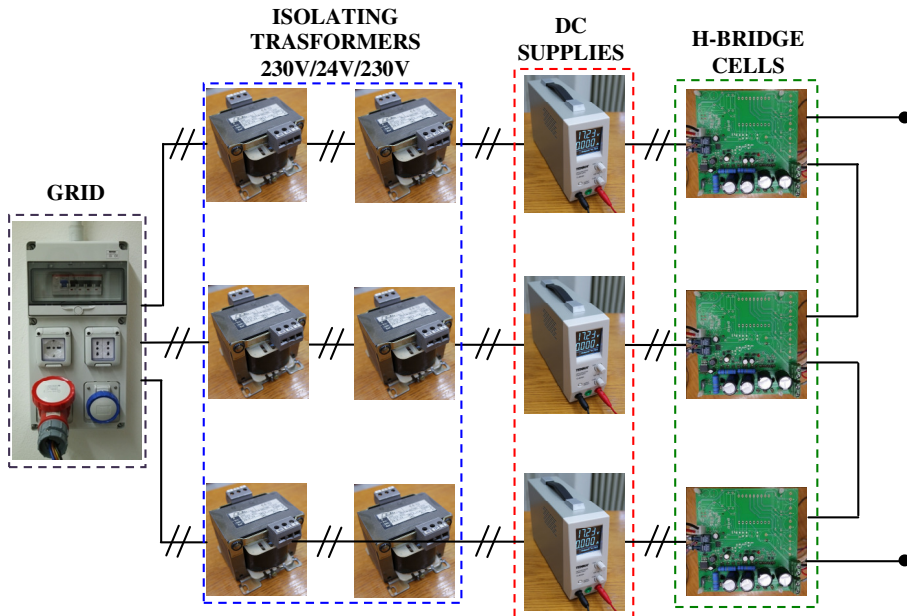 ISOLATING
TRASFORMERS
230V/24V/230V
DC
SUPPLIES
H-BRIDGE
CELLS
GRID